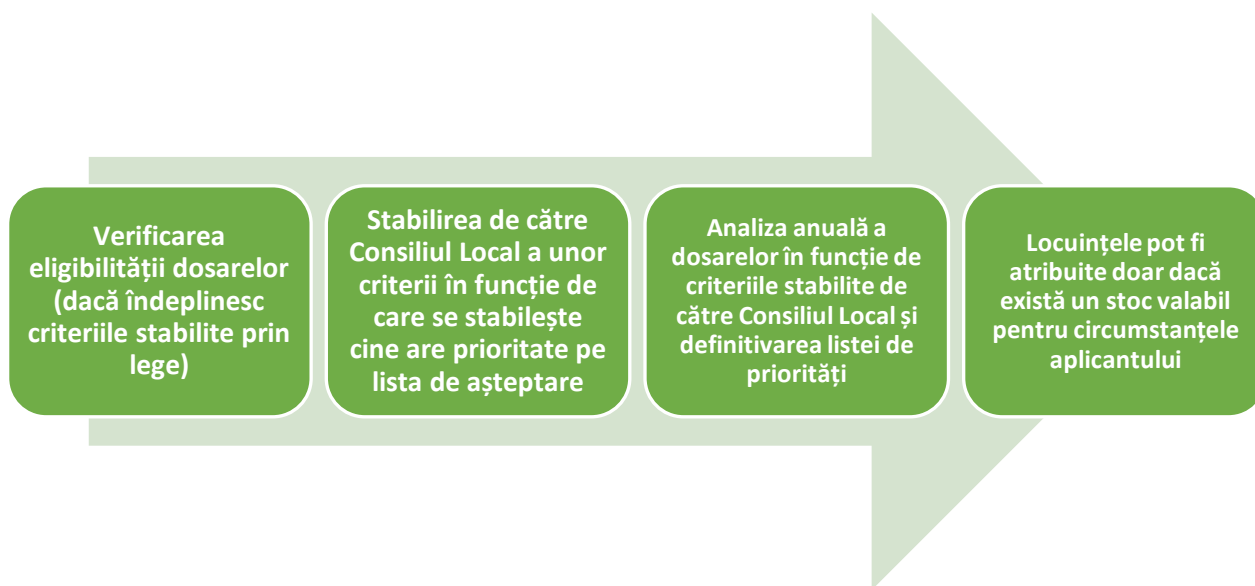 Verificarea
eligibilității dosarelor
(dacă îndeplinesc
criteriile stabilite prin
lege)
Stabilirea de către
Consiliul Local a unor
criterii în funcție de
care se stabilește
cine are prioritate pe
lista de așteptare
Analiza anuală a
dosarelor în funcție de
criteriile stabilite de
către Consiliul Local și
definitivarea listei de
priorități
Locuințele pot fi
atribuite doar dacă
există un stoc valabil
pentru circumstanțele
aplicantului